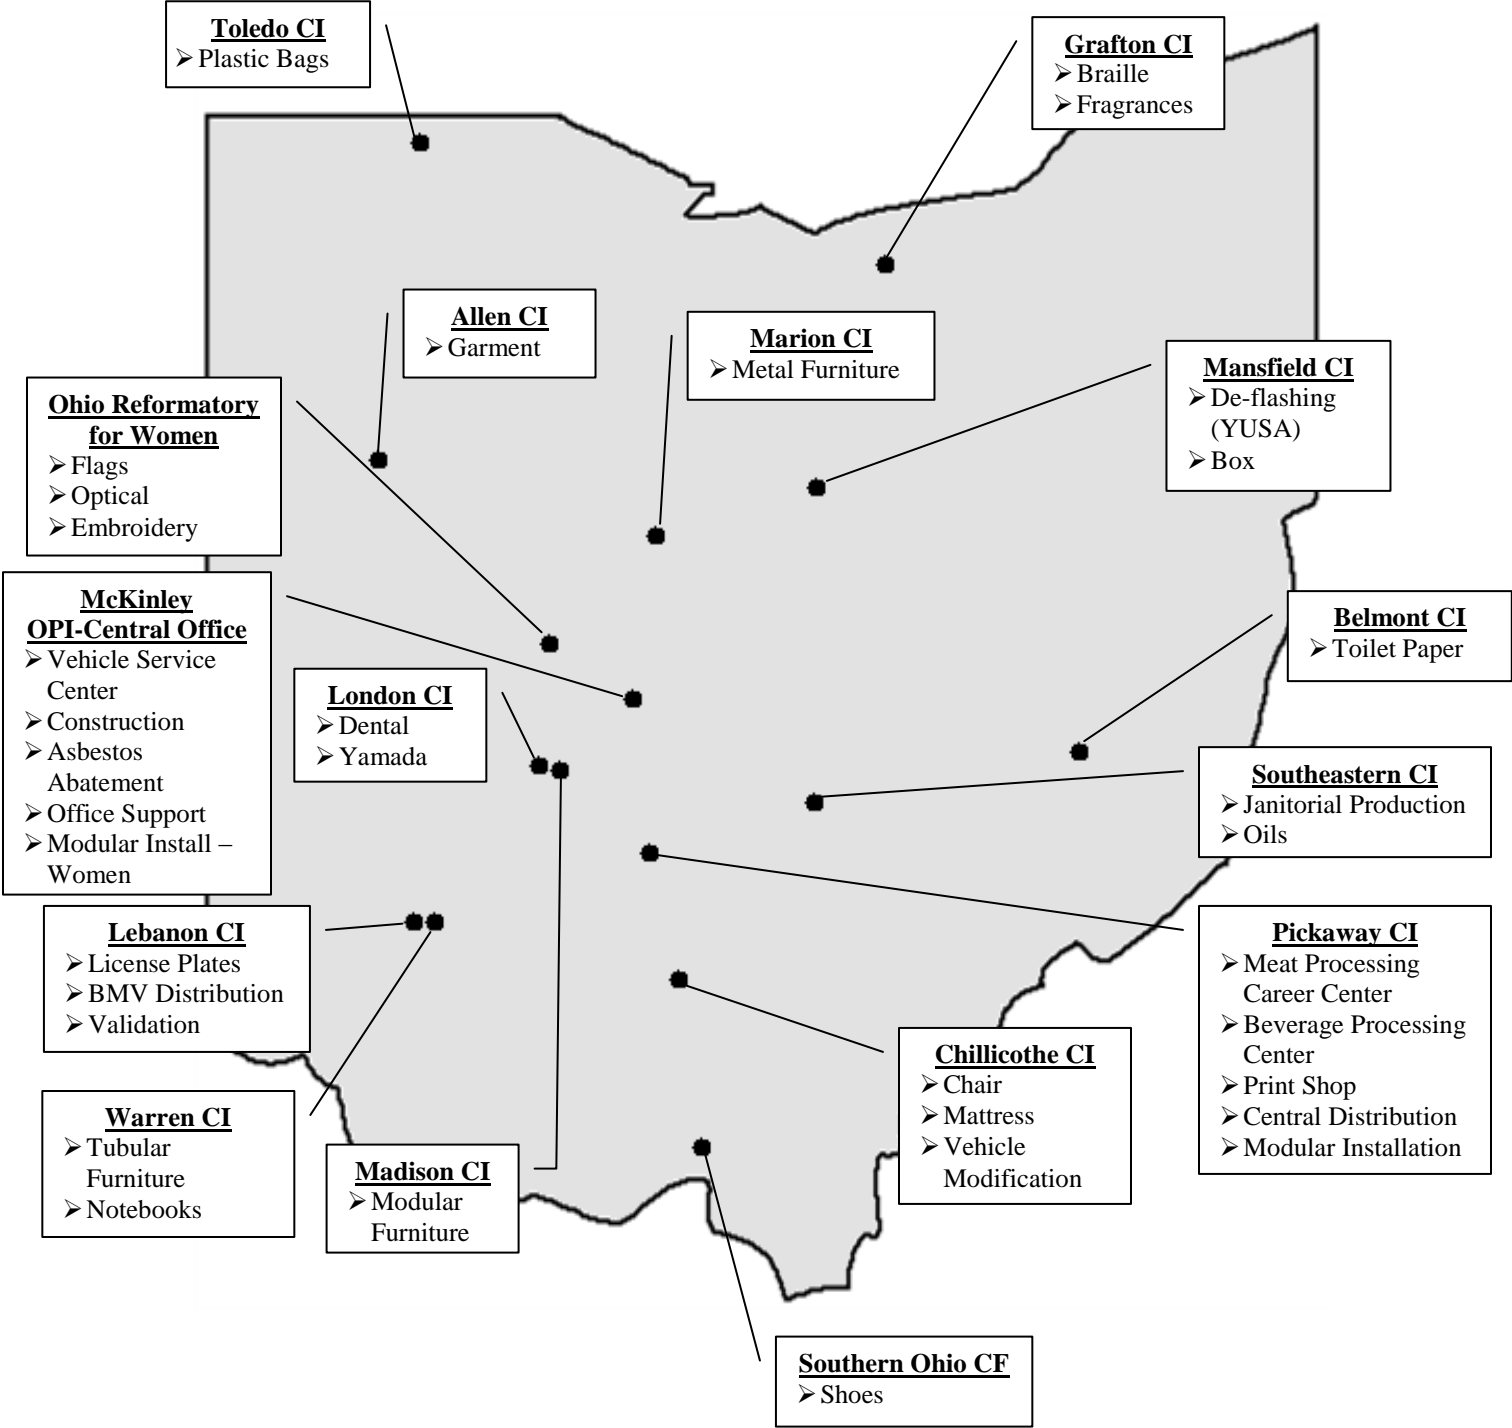 Toledo CI
➢ Plastic Bags
Grafton CI
➢ Braille
➢ Fragrances
Allen CI
➢ Garment
Marion CI
➢ Metal Furniture
Mansfield CI
➢ De-flashing
(YUSA)
➢ Box
Ohio Reformatory
for Women
➢ Flags
➢ Optical
➢ Embroidery
McKinley
OPI-Central Office
➢ Vehicle Service
Center
➢ Construction
➢ Asbestos
Abatement
➢ Office Support
➢ Modular Install –
Women
Belmont CI
➢ Toilet Paper
London CI
➢ Dental
➢ Yamada
Southeastern CI
➢ Janitorial Production
➢ Oils
Lebanon CI
➢ License Plates
➢ BMV Distribution
➢ Validation
Pickaway CI
➢ Meat Processing
Career Center
➢ Beverage Processing
Center
➢ Print Shop
➢ Central Distribution
➢ Modular Installation
Chillicothe CI
➢ Chair
➢ Mattress
➢ Vehicle
Modification
Warren CI
➢ Tubular
Furniture
➢ Notebooks
Madison CI
➢ Modular
Furniture
Southern Ohio CF
➢ Shoes